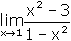 lim x→1 x² − 3 / 1 − x²